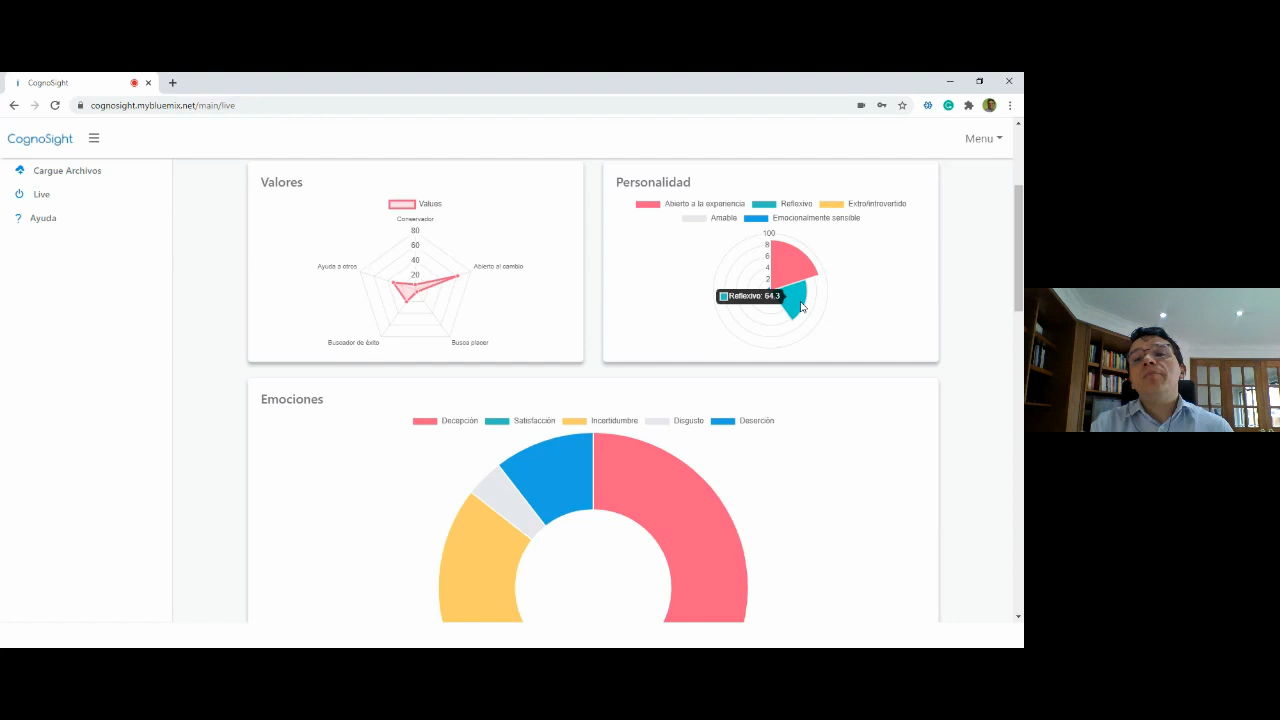 CognoSight
cognosight.mybluemix.net/main/live
CognoSight
Menu
Cargue Archivos
Live
Ayuda
Valores
Values
Conservador
80
60
40
20
Ayuda a otros
Abierto al cambio
Buscador de éxito
Busca placer
Personalidad
Abierto a la experiencia
Reflexivo
Extro/introvertido
Amable
Emocionalmente sensible
100
8
6
4
2
Reflexivo: 64.3
Emociones
Decepción
Satisfacción
Incertidumbre
Disgusto
Deserción